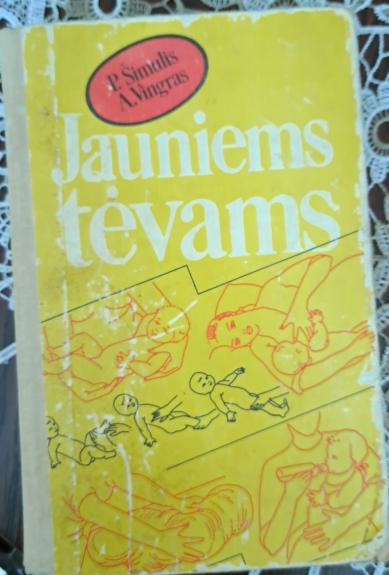 P. Šimulis
A. Vingras
Jauniems
tėvams